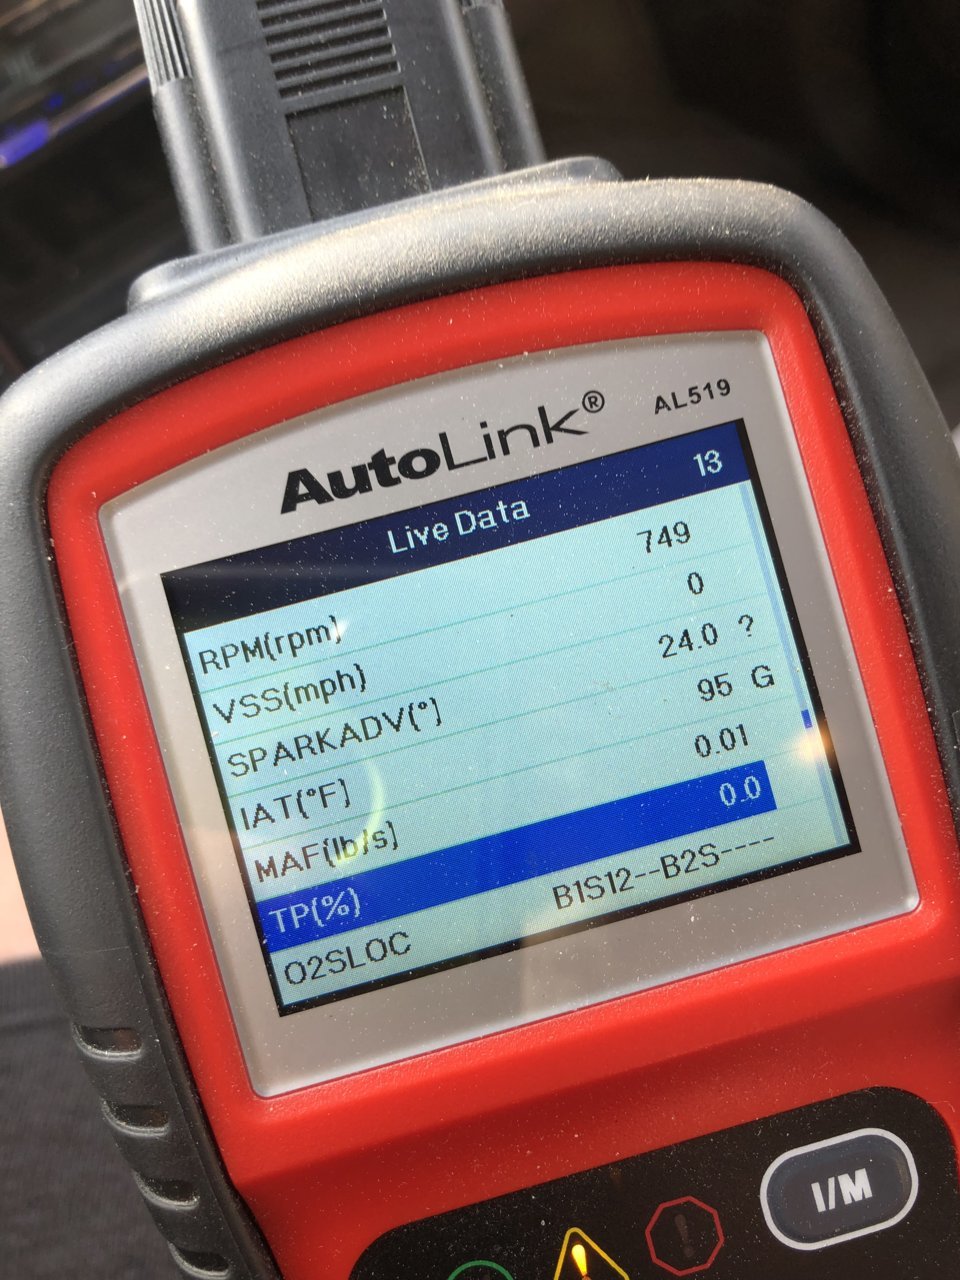 AutoLink® AL519
Live Data 13
RPM(rpm) 749
VSS(mph) 0
SPARKADV(°) 24.0 ?
IAT(°F) 95 G
MAF(lb/s) 0.01
TP(%) 0.0
O2SLOC B1S12--B2S----
I/M